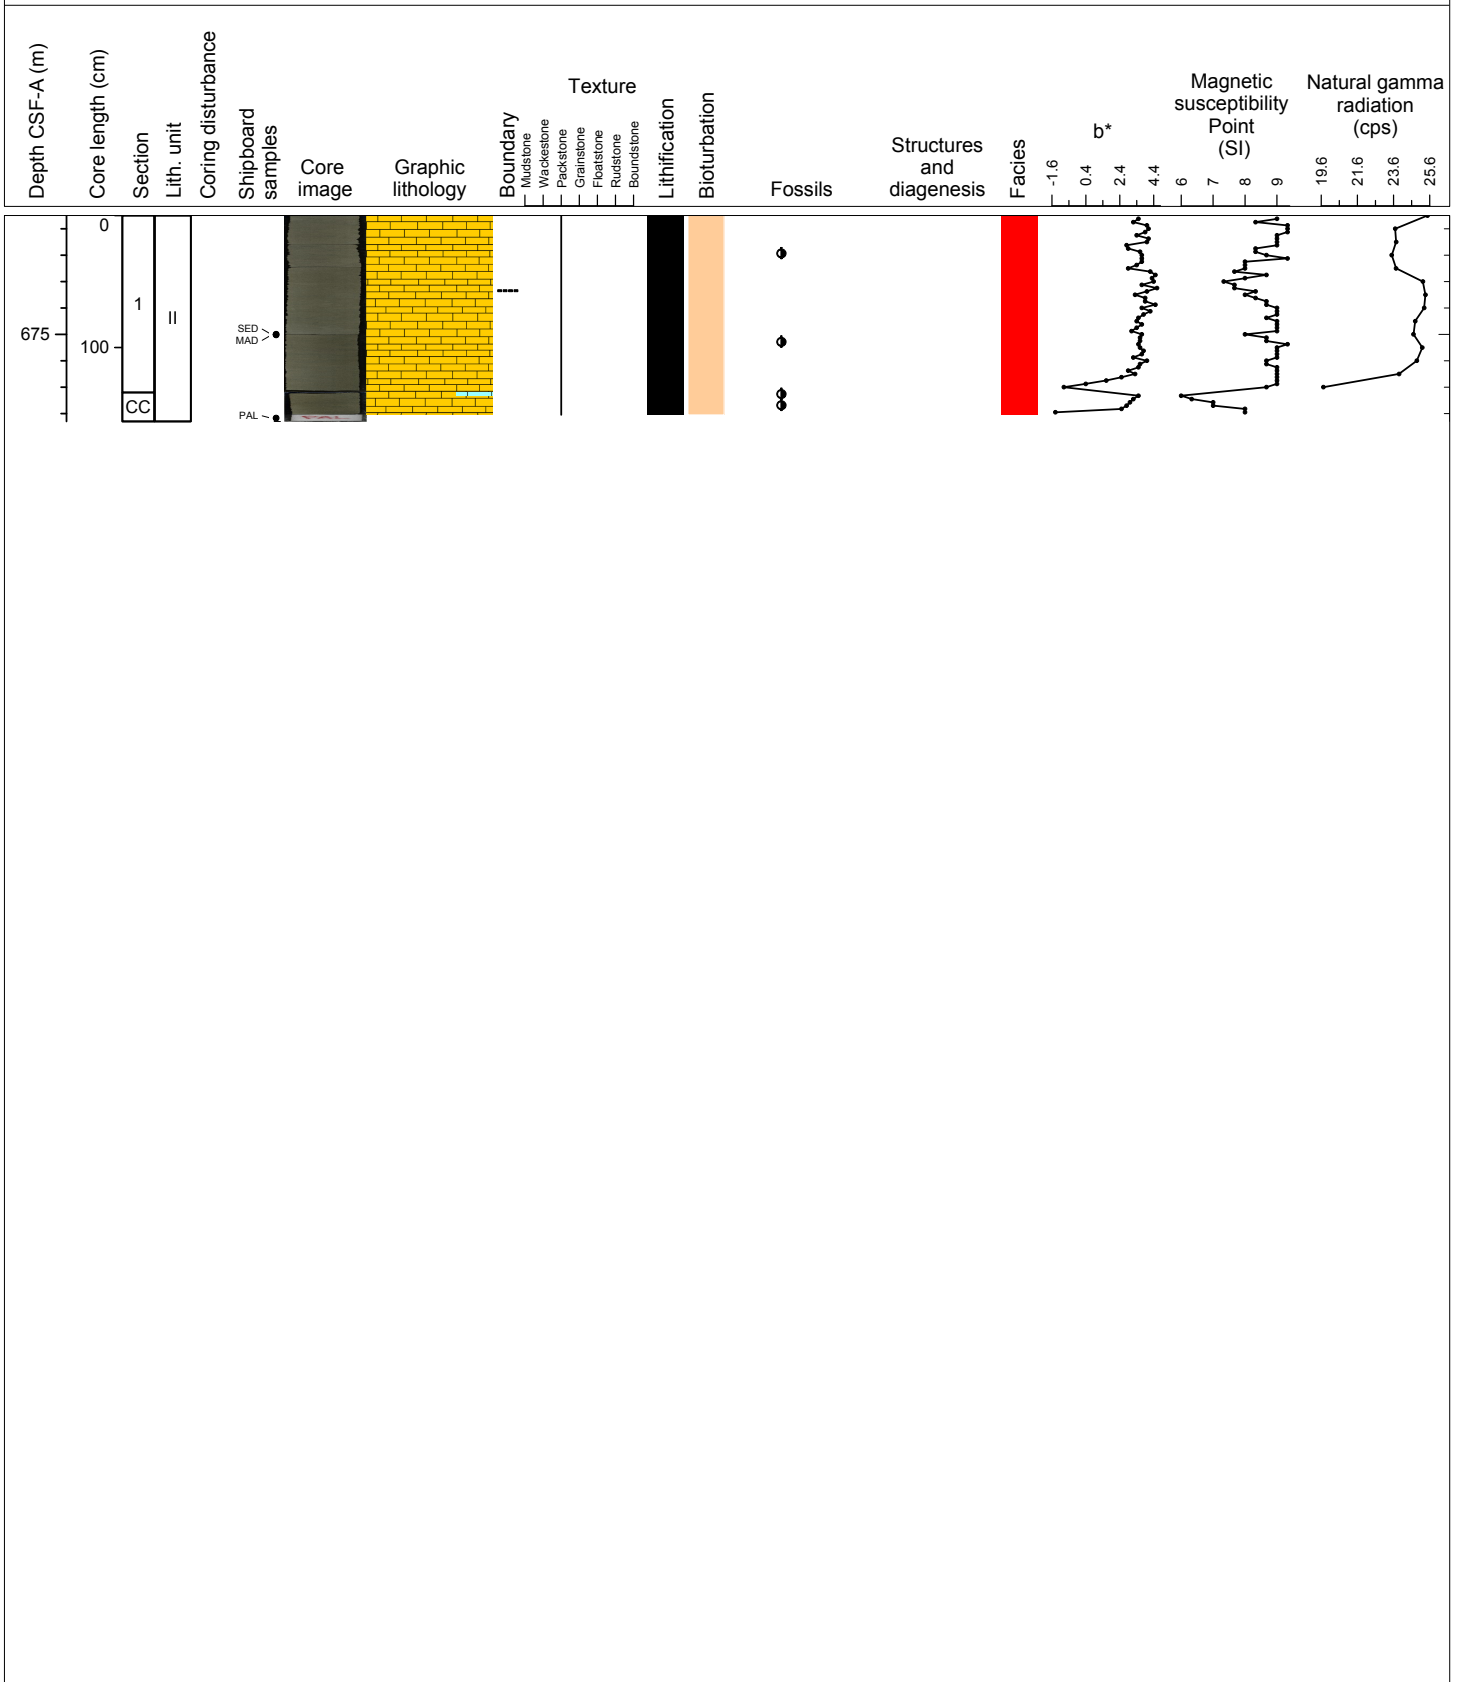 Depth CSF-A (m)
Core length (cm)
Section
Lith. unit
Coring disturbance
Shipboard
samples
Core
image
Graphic
lithology
Boundary
Texture
Mudstone
Wackestone
Packstone
Grainstone
Floatstone
Rudstone
Boundstone
Lithification
Bioturbation
Fossils
Structures
and
diagenesis
Facies
b*
-1.6
0.4
2.4
4.4
Magnetic
susceptibility
Point
(SI)
6
7
8
9
Natural gamma
radiation
(cps)
19.6
21.6
23.6
25.6
0
1
II
SED
675
MAD
100
CC
PAL
PAL